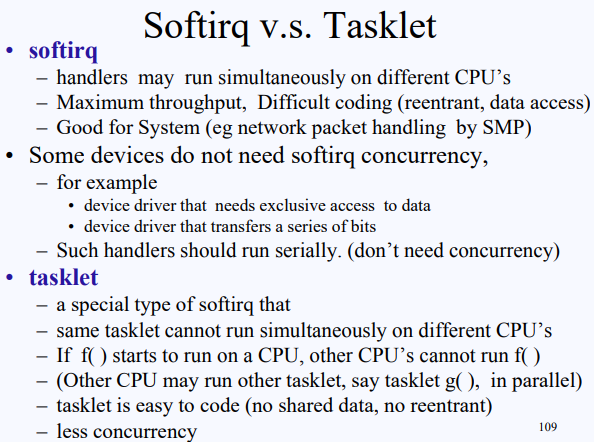 Softirq v.s. Tasklet
• softirq
– handlers may run simultaneously on different CPU's
– Maximum throughput, Difficult coding (reentrant, data access)
– Good for System (eg network packet handling by SMP)
• Some devices do not need softirq concurrency,
– for example
• device driver that needs exclusive access to data
• device driver that transfers a series of bits
– Such handlers should run serially. (don't need concurrency)
• tasklet
– a special type of softirq that
– same tasklet cannot run simultaneously on different CPU's
– If f( ) starts to run on a CPU, other CPU's cannot run f( )
– (Other CPU may run other tasklet, say tasklet g( ), in parallel)
– tasklet is easy to code (no shared data, no reentrant)
– less concurrency
109